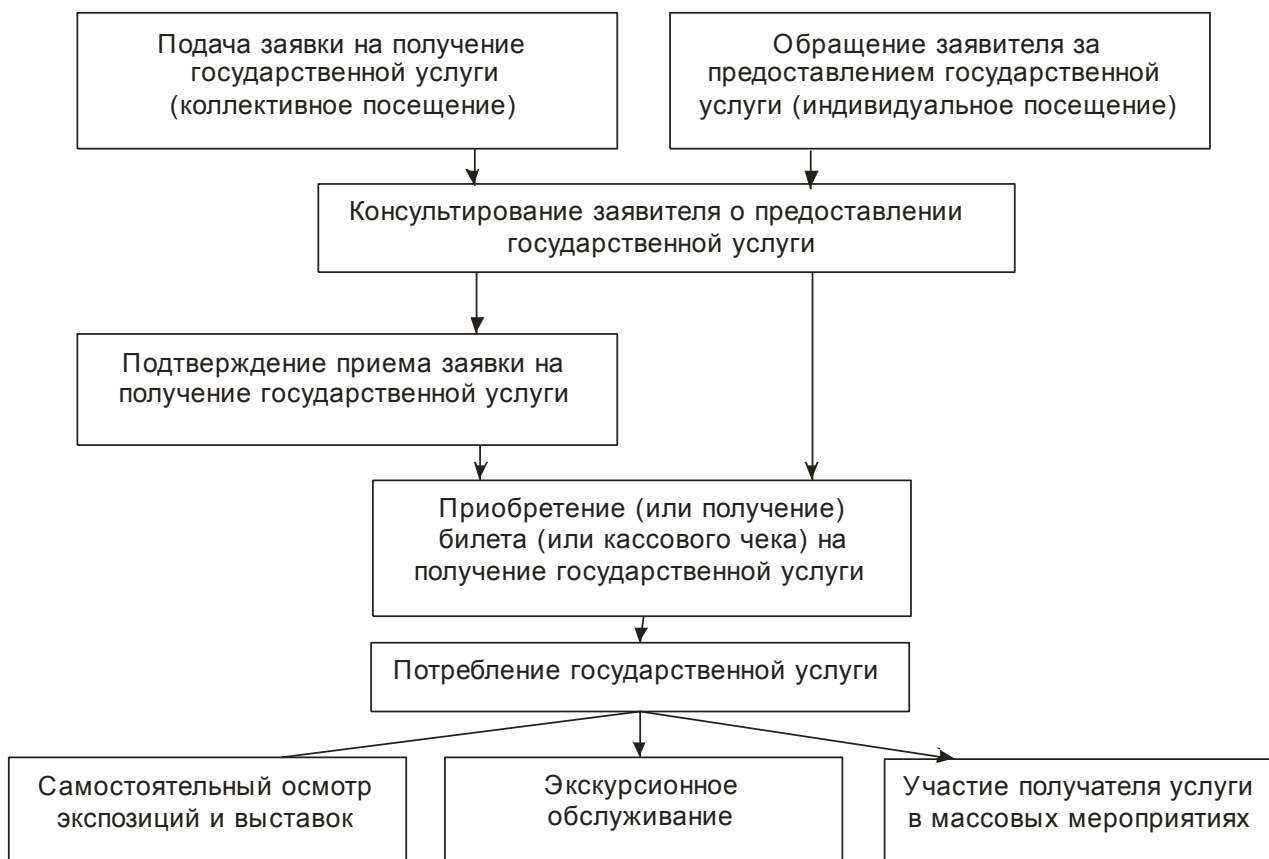 Подача заявки на получение
государственной услуги
(коллективное посещение)
Обращение заявителя за
предоставлением государственной
услуги (индивидуальное посещение)
Консультирование заявителя о предоставлении
государственной услуги
Подтверждение приема заявки на
получение государственной услуги
Приобретение (или получение)
билета (или кассового чека) на
получение государственной услуги
Потребление государственной услуги
Самостоятельный осмотр
экспозиций и выставок
Экскурсионное
обслуживание
Участие получателя услуги
в массовых мероприятиях